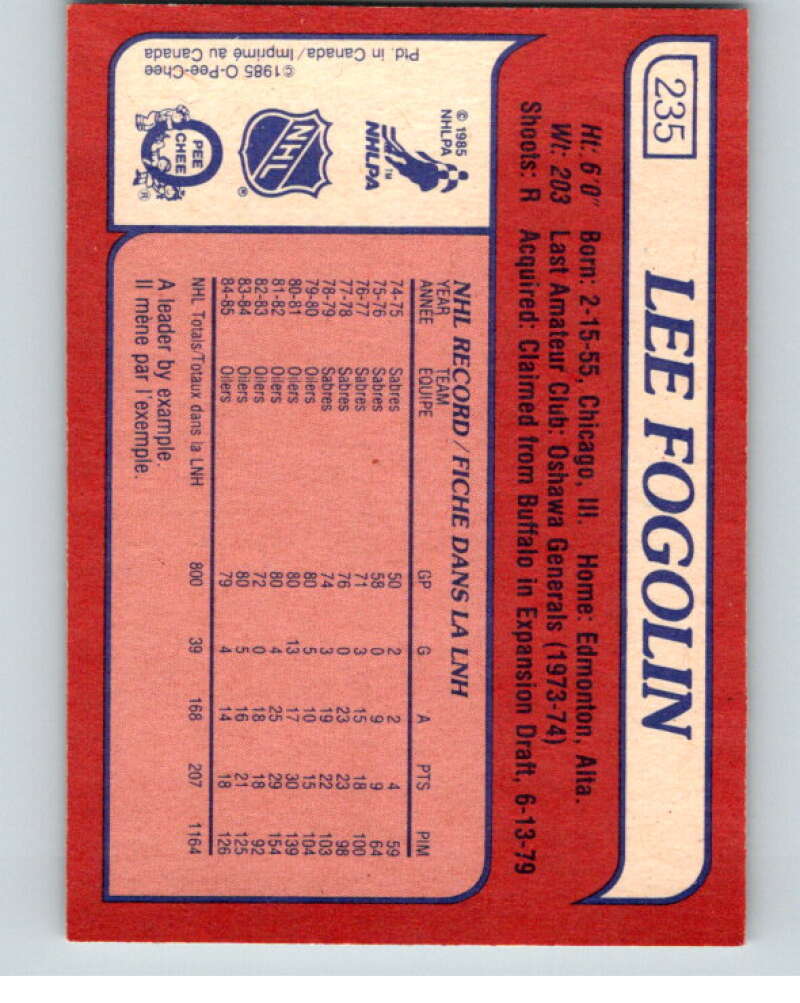 235
LEE FOGOLIN
Ht: 6'0" Born: 2-15-55, Chicago, Ill. Home: Edmonton, Alta.
Wt: 203 Last Amateur Club: Oshawa Generals (1973-74)
Shoots: R Acquired: Claimed from Buffalo in Expansion Draft, 6-13-79
© 1985
NHLPA
NHLPA
TM
NHL
®
O
PEE
CHEE
®
©1985 O-Pee-Chee
Ptd. in Canada/Imprimé au Canada
NHL RECORD / FICHE DANS LA LNH
YEAR TEAM
ANNÉE ÉQUIPE GP G A PTS PIM
74-75 Sabres 50 2 2 4 59
75-76 Sabres 58 0 9 9 64
76-77 Sabres 71 3 15 18 100
77-78 Sabres 76 0 23 23 98
78-79 Sabres 74 3 19 22 103
79-80 Oilers 80 5 10 15 104
80-81 Oilers 80 13 17 30 139
81-82 Oilers 80 4 25 29 154
82-83 Oilers 72 0 18 18 92
83-84 Oilers 80 5 16 21 125
84-85 Oilers 79 4 14 18 126
NHL Totals/Totaux dans la LNH 800 39 168 207 1164
A leader by example.
Il mène par l'exemple.